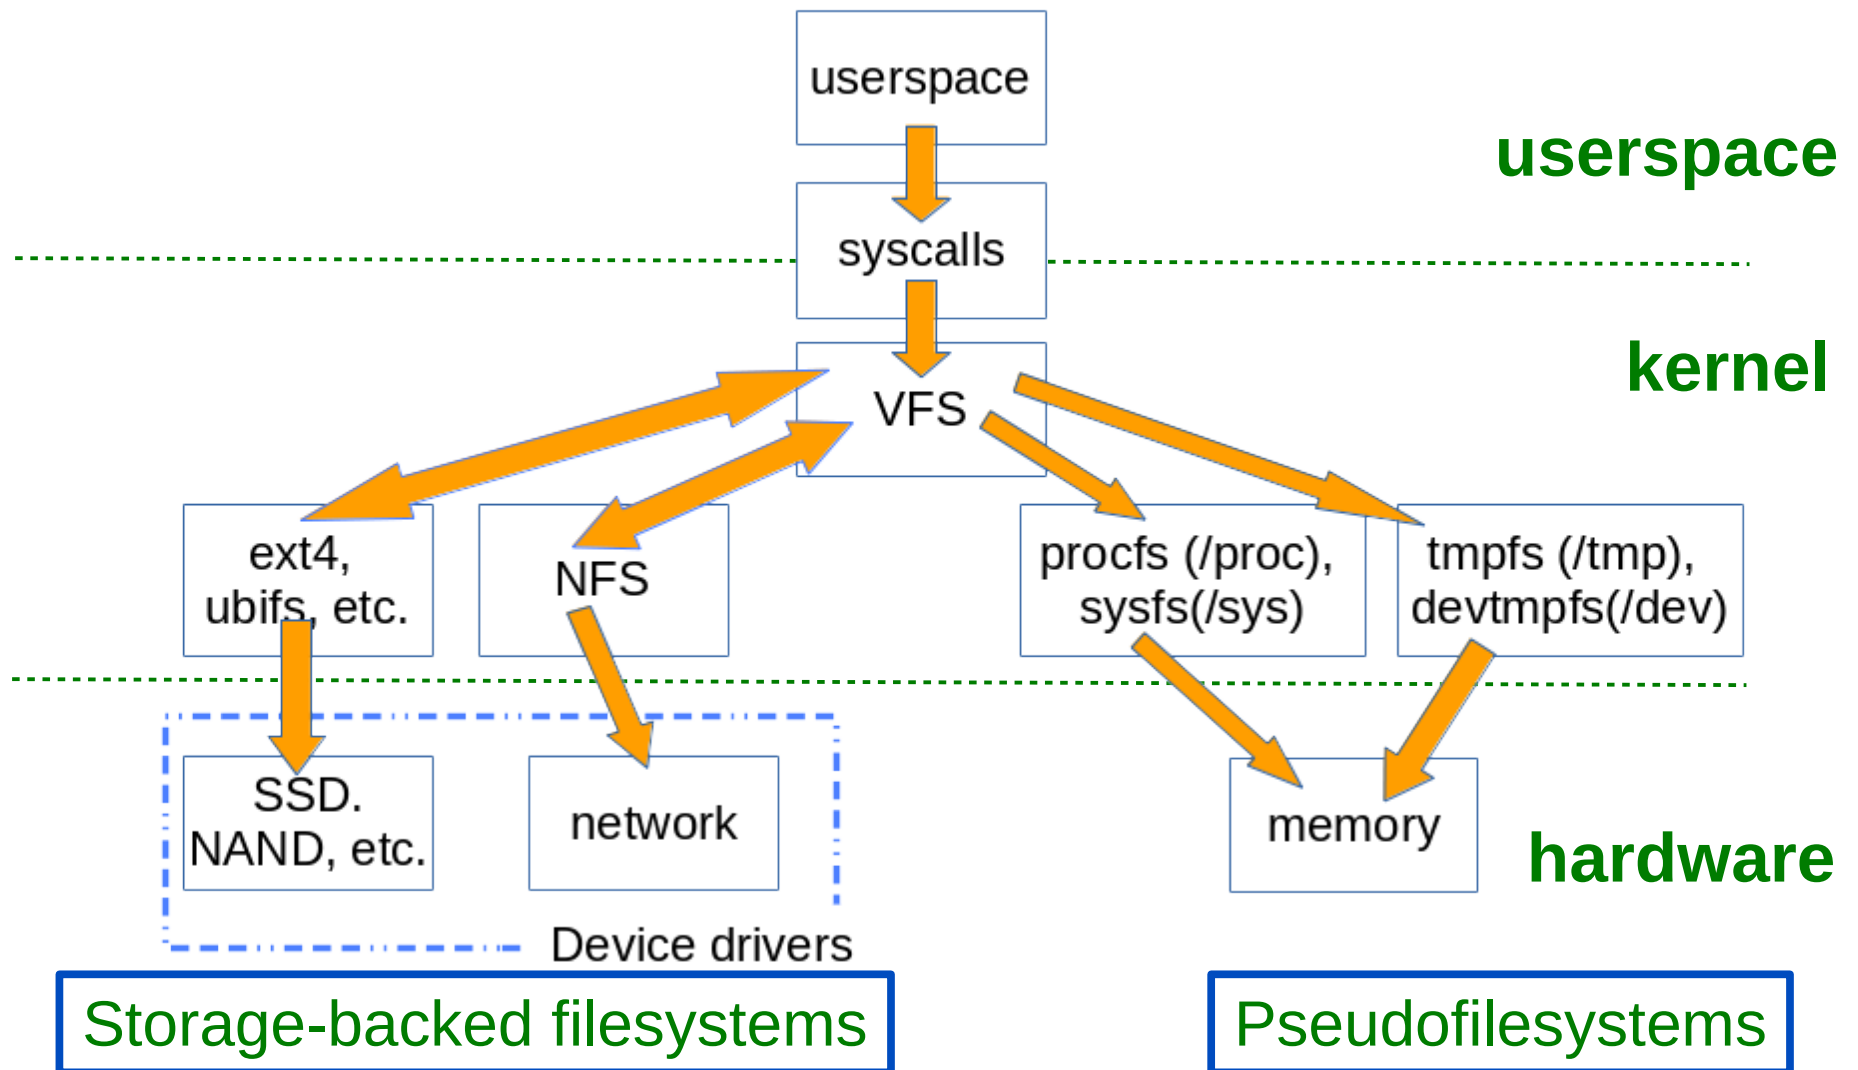 userspace
userspace
syscalls
kernel
VFS
ext4,
ubifs, etc.
NFS
procfs (/proc),
sysfs(/sys)
tmpfs (/tmp),
devtmpfs(/dev)
SSD.
NAND, etc.
network
memory
hardware
Device drivers
Storage-backed filesystems
Pseudofilesystems